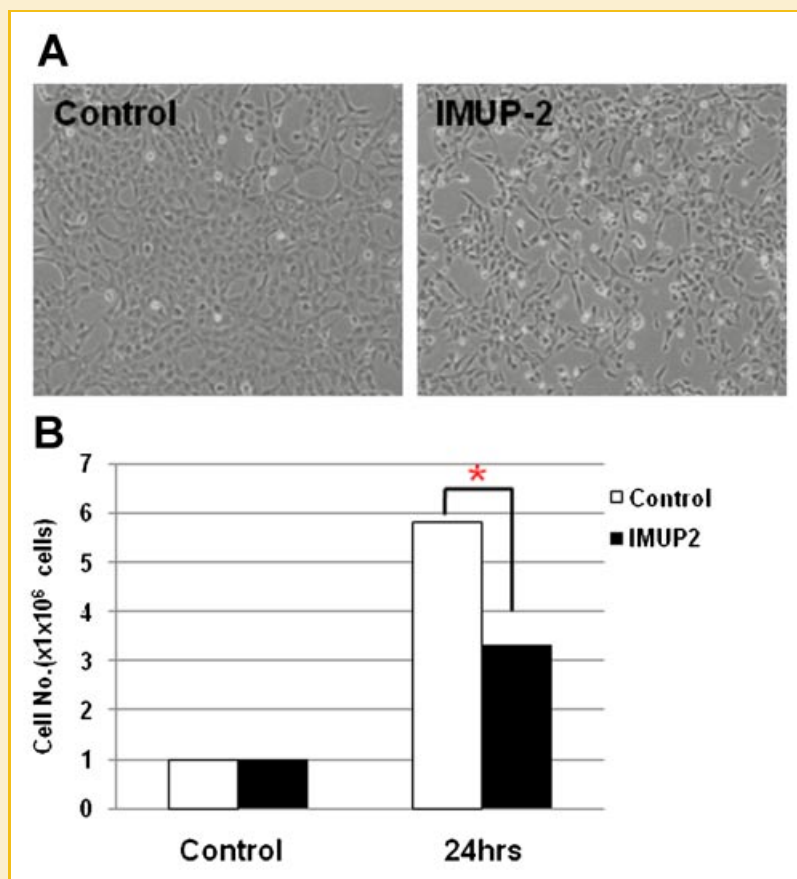 A
Control IMUP-2
B
Cell No.(x1x10⁶ cells)
7
6
5
4
3
2
1
0
*
Control
IMUP2
Control 24hrs